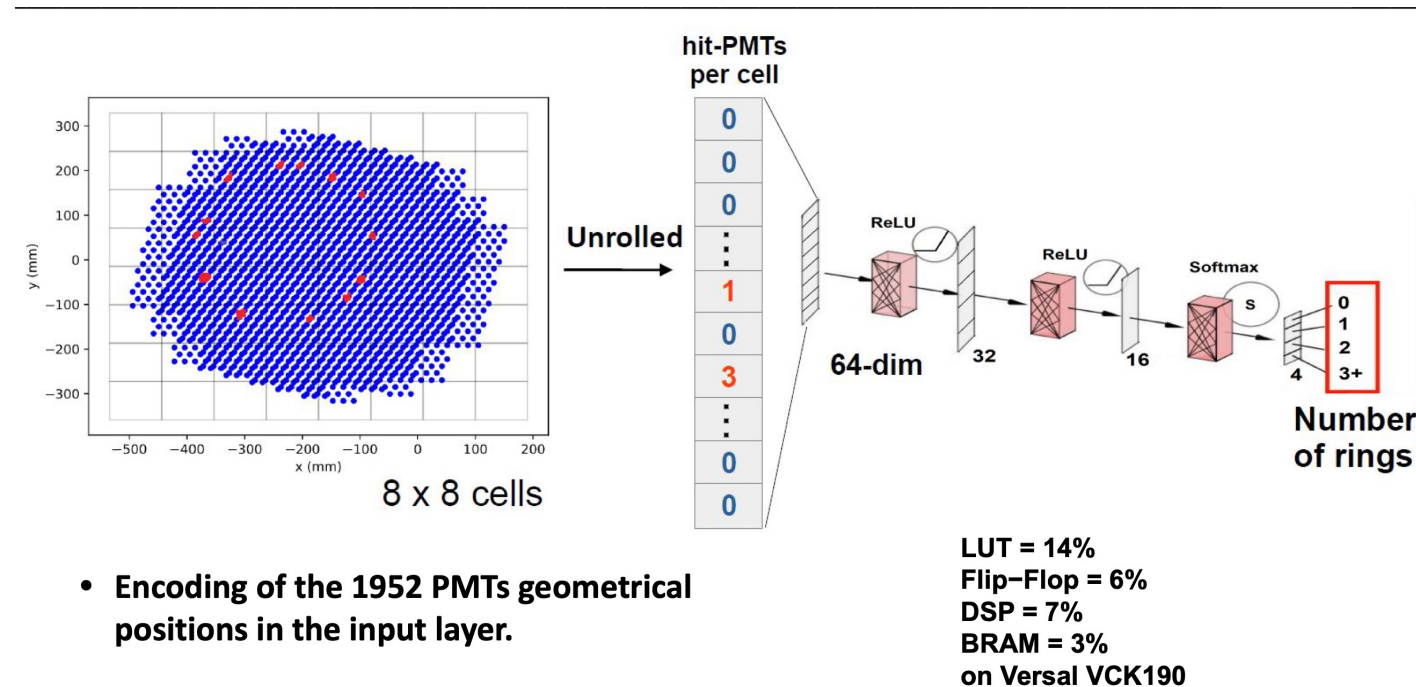 hit-PMTs
per cell
300
200
100
0
−100
−200
−300
y (mm)
−500 −400 −300 −200 −100 0 100 200
x (mm)
8 x 8 cells
Unrolled
0
0
0
⋮
1
0
3
⋮
0
0
64-dim
ReLU
32
ReLU
16
Softmax
S
4
0
1
2
3+
Number
of rings
• Encoding of the 1952 PMTs geometrical
positions in the input layer.
LUT = 14%
Flip−Flop = 6%
DSP = 7%
BRAM = 3%
on Versal VCK190